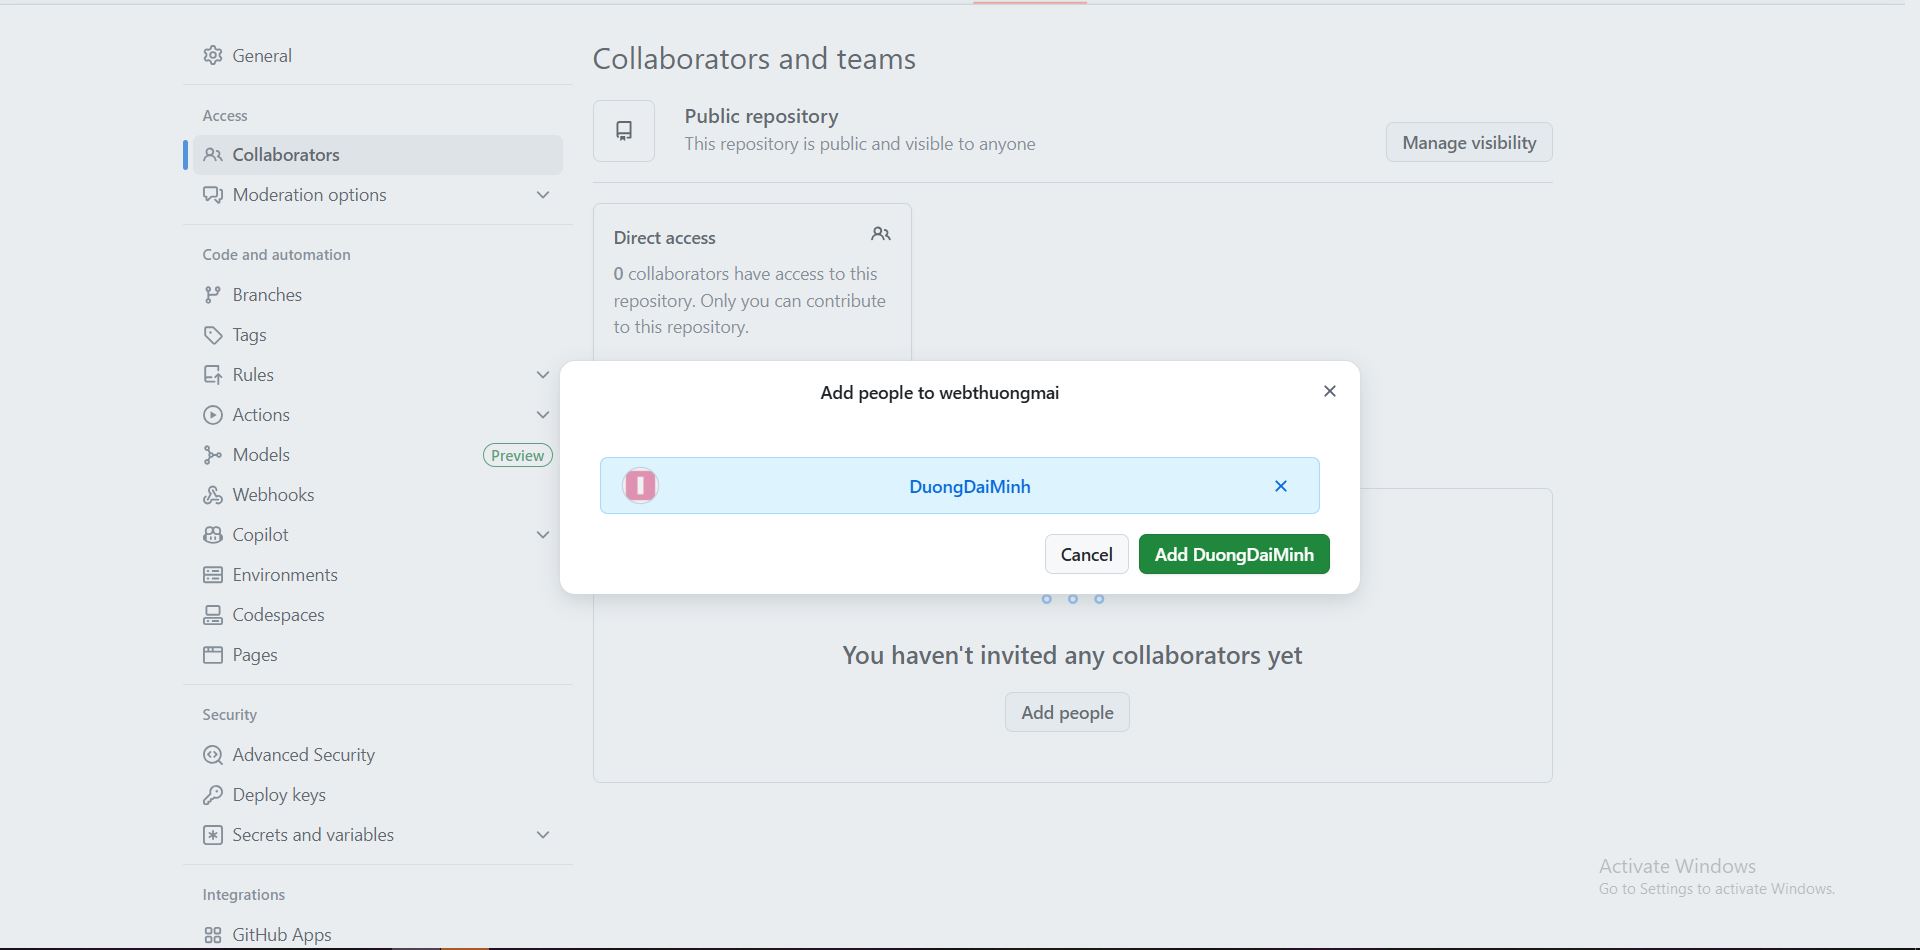 General
Access
Collaborators
Moderation options
Code and automation
Branches
Tags
Rules
Actions
Models
Preview
Webhooks
Copilot
Environments
Codespaces
Pages
Security
Advanced Security
Deploy keys
Secrets and variables
Integrations
GitHub Apps
Collaborators and teams
Public repository
This repository is public and visible to anyone
Manage visibility
Direct access
0 collaborators have access to this
repository. Only you can contribute
to this repository.
Add people to webthuongmai
DuongDaiMinh
Cancel
Add DuongDaiMinh
You haven't invited any collaborators yet
Add people
Activate Windows
Go to Settings to activate Windows.